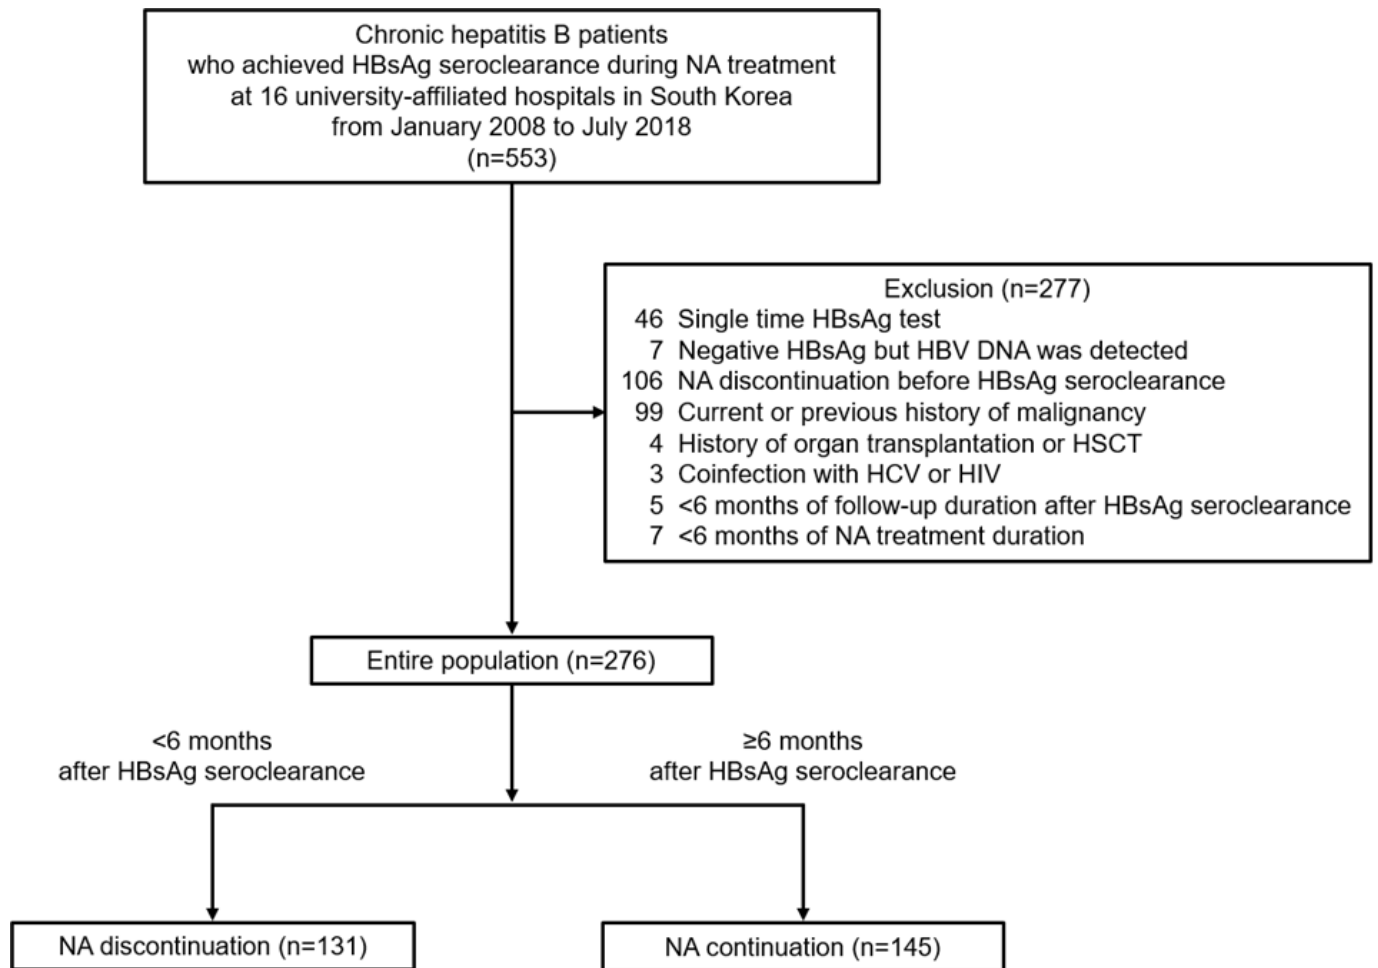 Chronic hepatitis B patients
who achieved HBsAg seroclearance during NA treatment
at 16 university-affiliated hospitals in South Korea
from January 2008 to July 2018
(n=553)
Exclusion (n=277)
46 Single time HBsAg test
7 Negative HBsAg but HBV DNA was detected
106 NA discontinuation before HBsAg seroclearance
99 Current or previous history of malignancy
4 History of organ transplantation or HSCT
3 Coinfection with HCV or HIV
5 <6 months of follow-up duration after HBsAg seroclearance
7 <6 months of NA treatment duration
Entire population (n=276)
<6 months
after HBsAg seroclearance
≥6 months
after HBsAg seroclearance
NA discontinuation (n=131)
NA continuation (n=145)